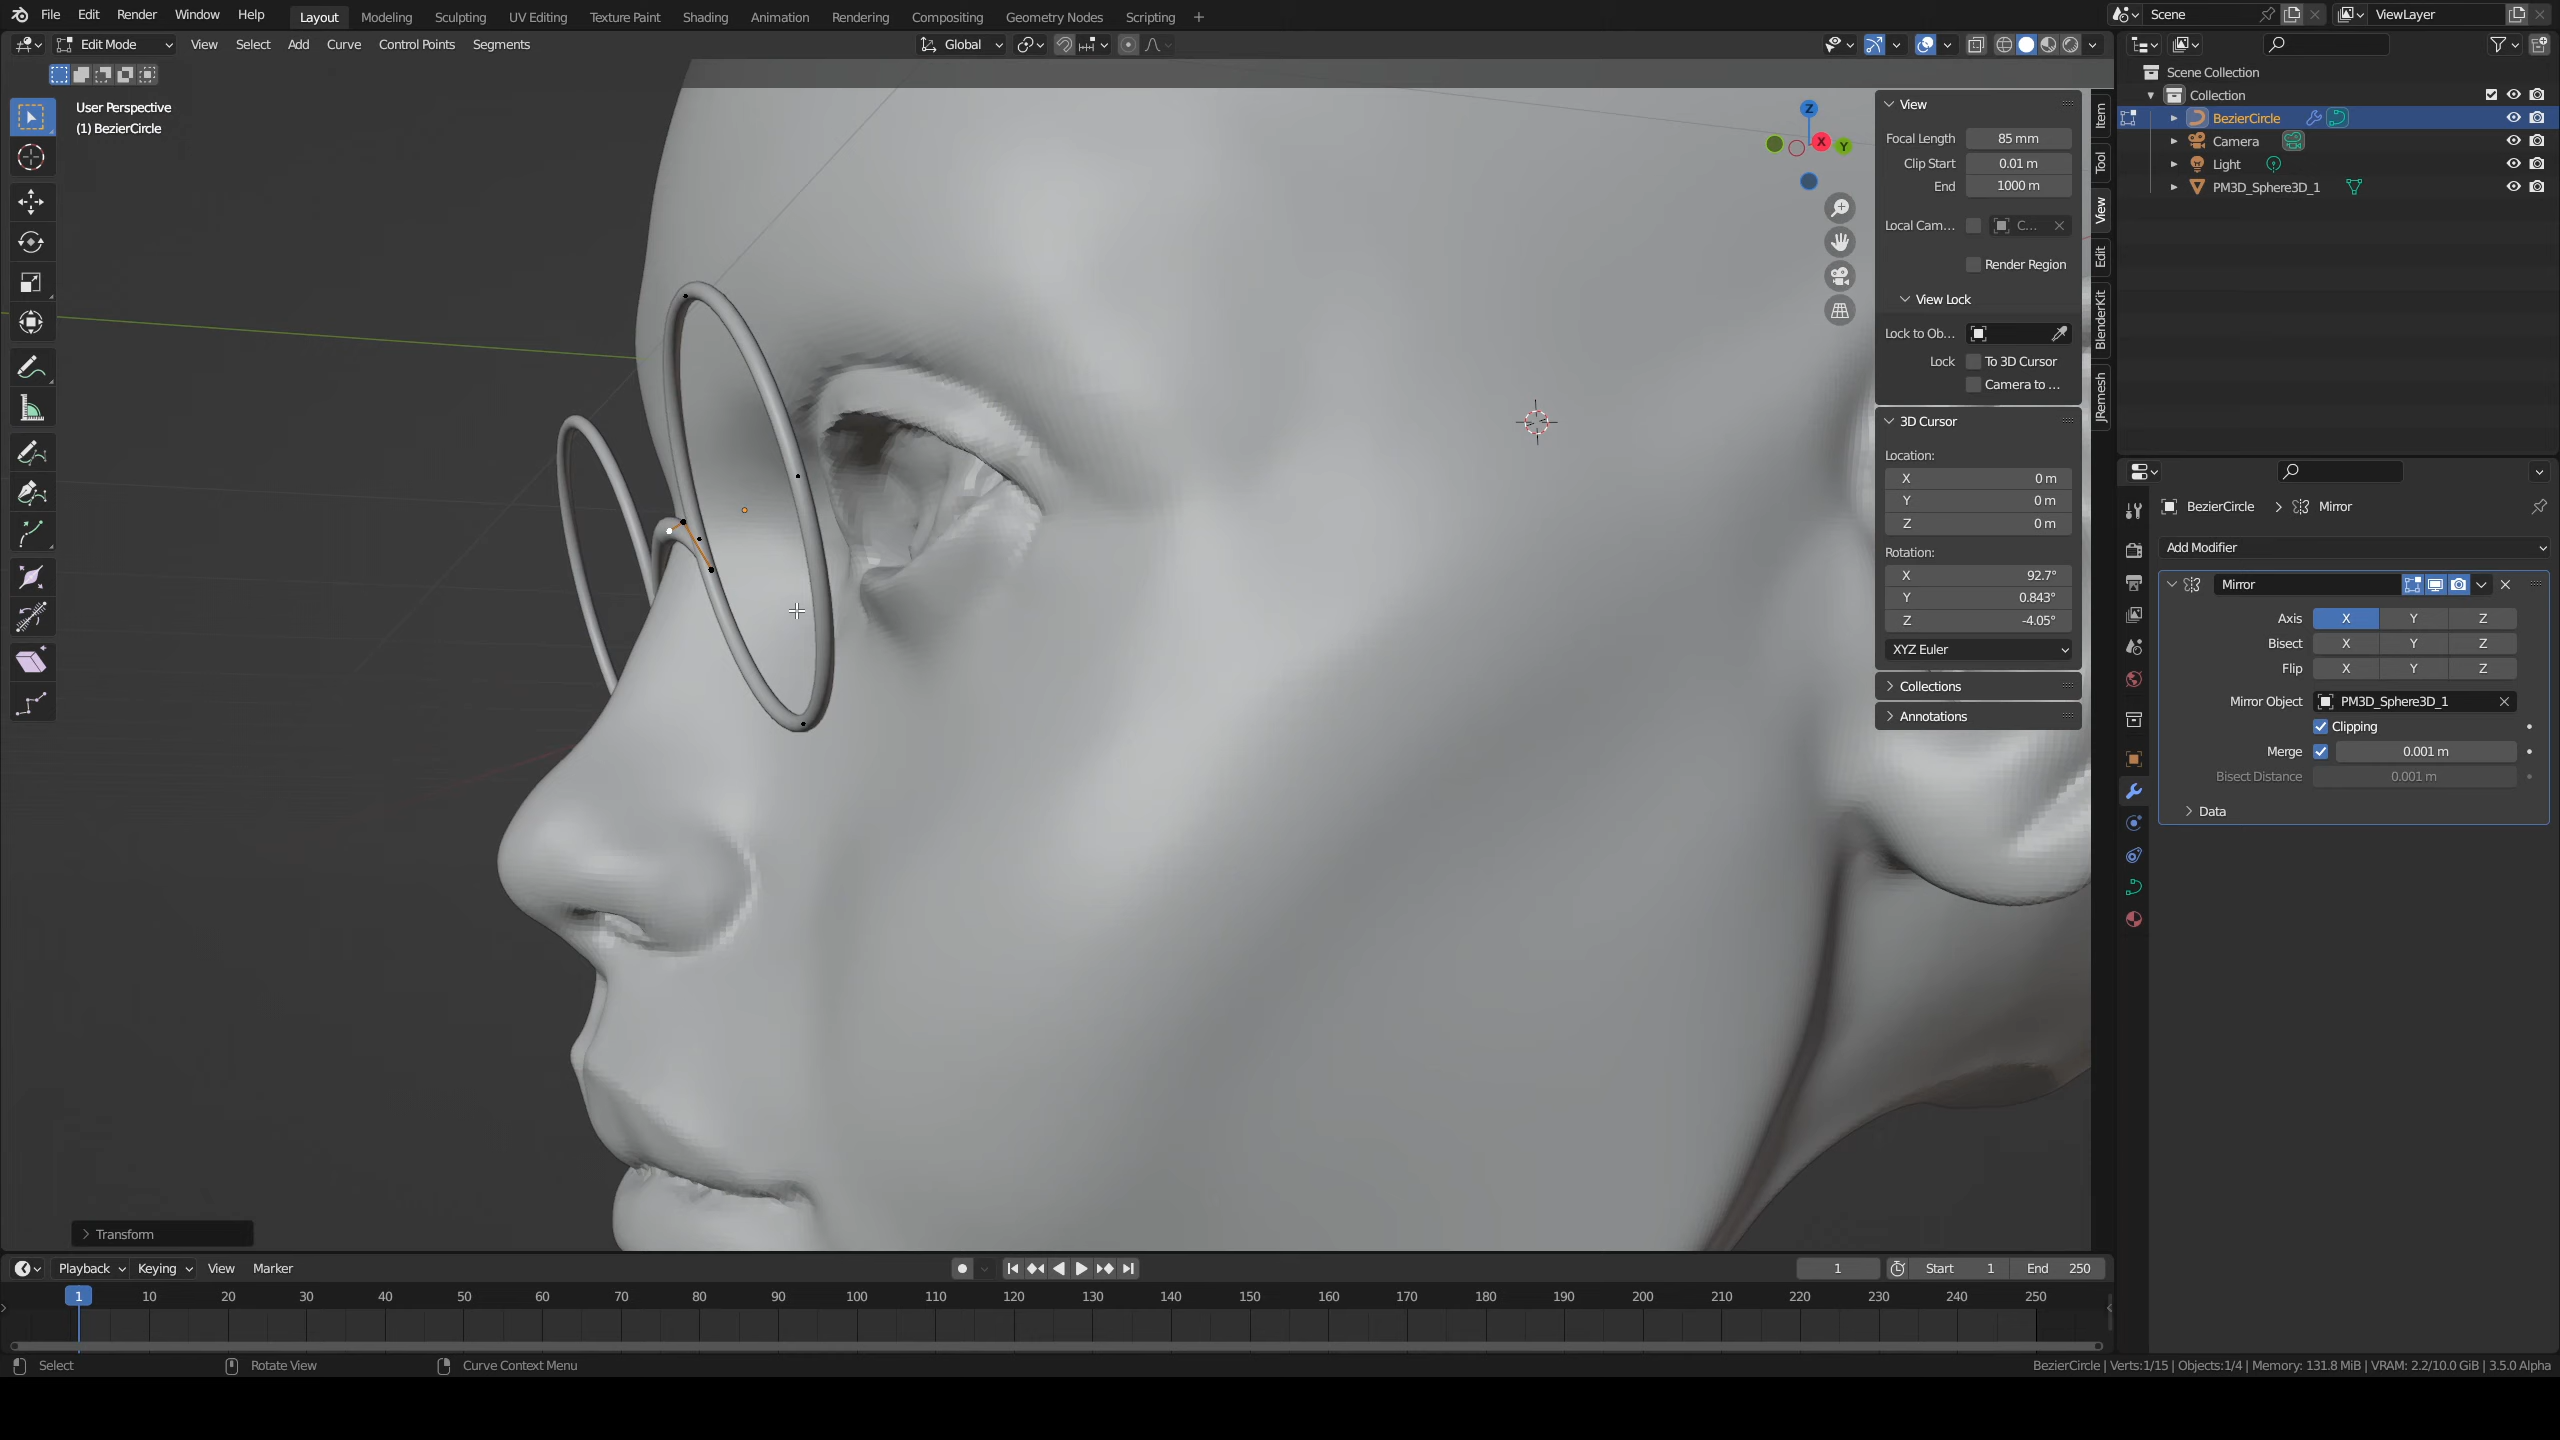 File Edit Render Window Help Layout Modeling Sculpting UV Editing Texture Paint Shading Animation Rendering Compositing Geometry Nodes Scripting + Scene ViewLayer
Edit Mode View Select Add Curve Control Points Segments Global
User Perspective
(1) BezierCircle
Z
X
Y
View
Focal Length 85 mm
Clip Start 0.01 m
End 1000 m
Local Cam... C...
Render Region
View Lock
Lock to Ob...
Lock To 3D Cursor
Camera to ...
3D Cursor
Location:
X 0 m
Y 0 m
Z 0 m
Rotation:
X 92.7°
Y 0.843°
Z -4.05°
XYZ Euler
Collections
Annotations
Item
Tool
View
Edit
BlenderKit
JRemesh
Scene Collection
Collection
BezierCircle
Camera
Light
PM3D_Sphere3D_1
BezierCircle > Mirror
Add Modifier
Mirror
Axis X Y Z
Bisect X Y Z
Flip X Y Z
Mirror Object PM3D_Sphere3D_1
Clipping
Merge 0.001 m
Bisect Distance 0.001 m
Data
Transform
Playback Keying View Marker 1 Start 1 End 250
1 10 20 30 40 50 60 70 80 90 100 110 120 130 140 150 160 170 180 190 200 210 220 230 240 250
Select Rotate View Curve Context Menu BezierCircle | Verts:1/15 | Objects:1/4 | Memory: 131.8 MiB | VRAM: 2.2/10.0 GiB | 3.5.0 Alpha